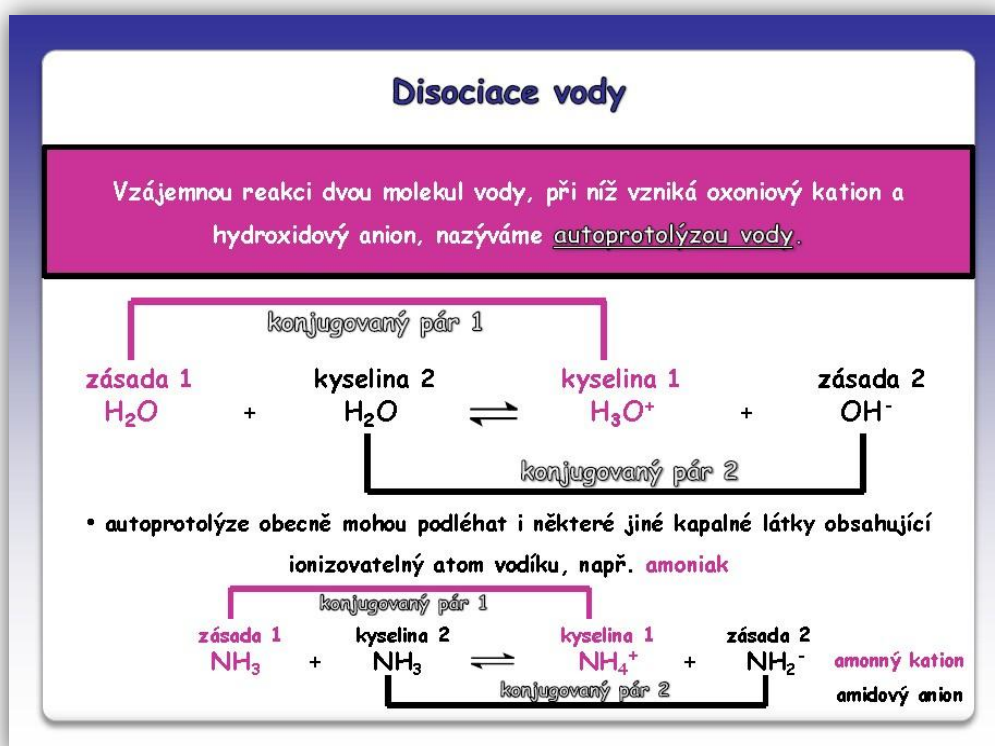 Disociace vody
Vzájemnou reakci dvou molekul vody, při níž vzniká oxoniový kation a
hydroxidový anion, nazýváme autoprotolýzou vody.
konjugovaný pár 1
zásada 1 kyselina 2 kyselina 1 zásada 2
H₂O + H₂O ⇌ H₃O⁺ + OH⁻
konjugovaný pár 2
• autoprotolýze obecně mohou podléhat i některé jiné kapalné látky obsahující
ionizovatelný atom vodíku, např. amoniak
konjugovaný pár 1
zásada 1 kyselina 2 kyselina 1 zásada 2
NH₃ + NH₃ ⇌ NH₄⁺ + NH₂⁻ amonný kation
konjugovaný pár 2 amidový anion